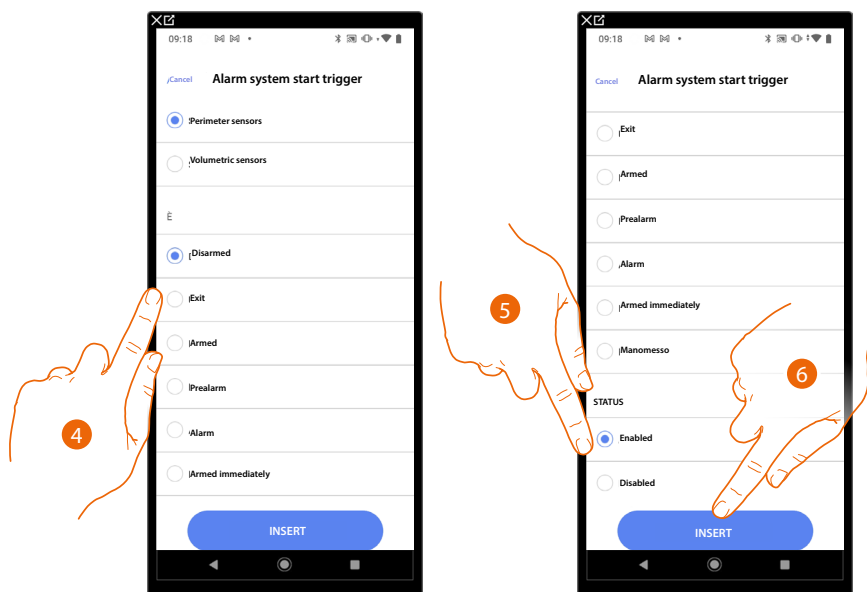 09:18
Cancel
Alarm system start trigger
Perimeter sensors
Volumetric sensors
È
Disarmed
Exit
Armed
Prealarm
Alarm
Armed immediately
INSERT
4
09:18
Cancel
Alarm system start trigger
Exit
Armed
Prealarm
Alarm
Armed immediately
Manomesso
STATUS
Enabled
Disabled
INSERT
5
6